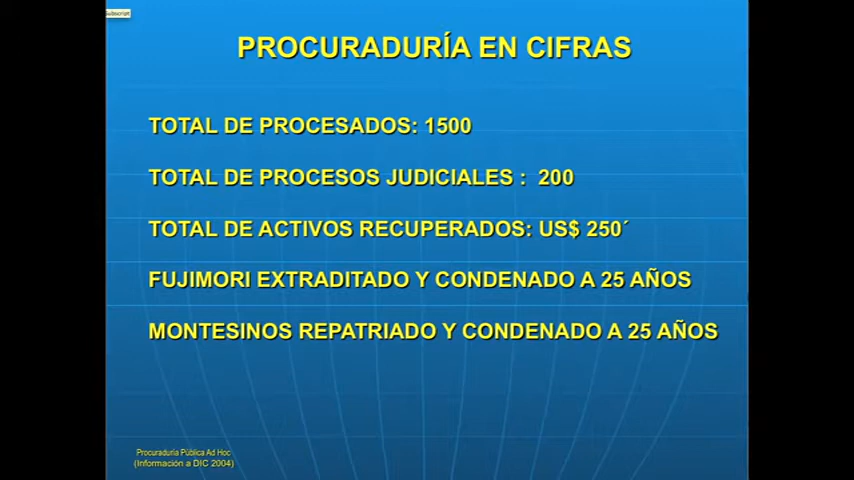 Subscript
PROCURADURÍA EN CIFRAS
TOTAL DE PROCESADOS: 1500
TOTAL DE PROCESOS JUDICIALES : 200
TOTAL DE ACTIVOS RECUPERADOS: US$ 250´
FUJIMORI EXTRADITADO Y CONDENADO A 25 AÑOS
MONTESINOS REPATRIADO Y CONDENADO A 25 AÑOS
Procuraduría Pública Ad Hoc
(Información a DIC 2004)